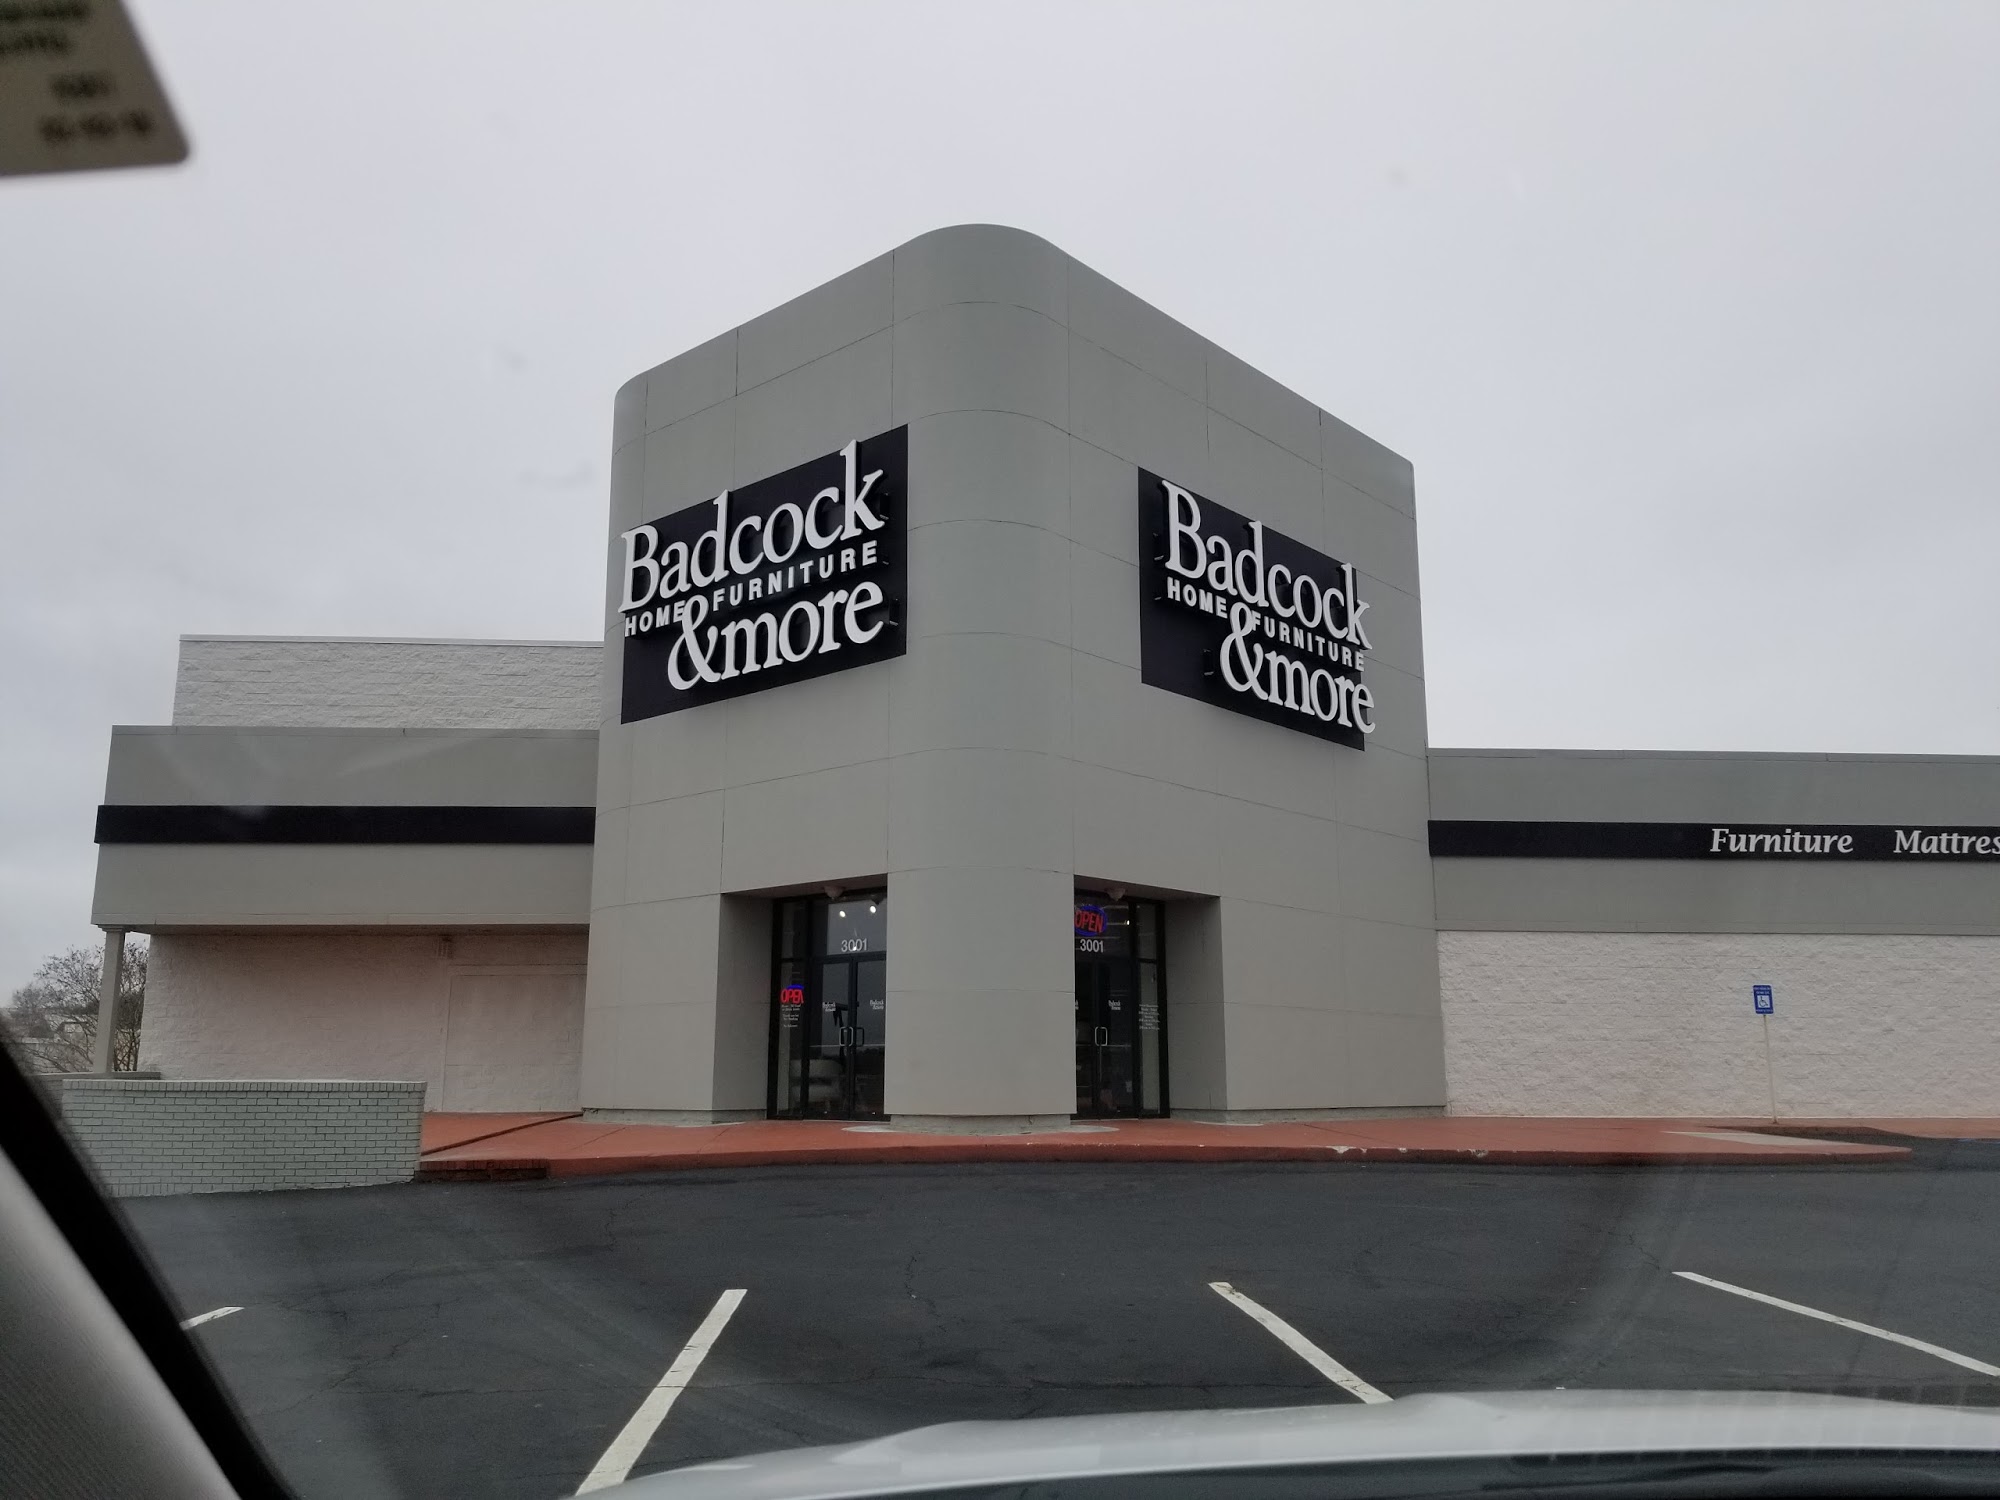 Badcock
HOME FURNITURE
&more
Badcock
HOME FURNITURE
&more
Furniture Mattres
3001
OPEN
3001
OPEN